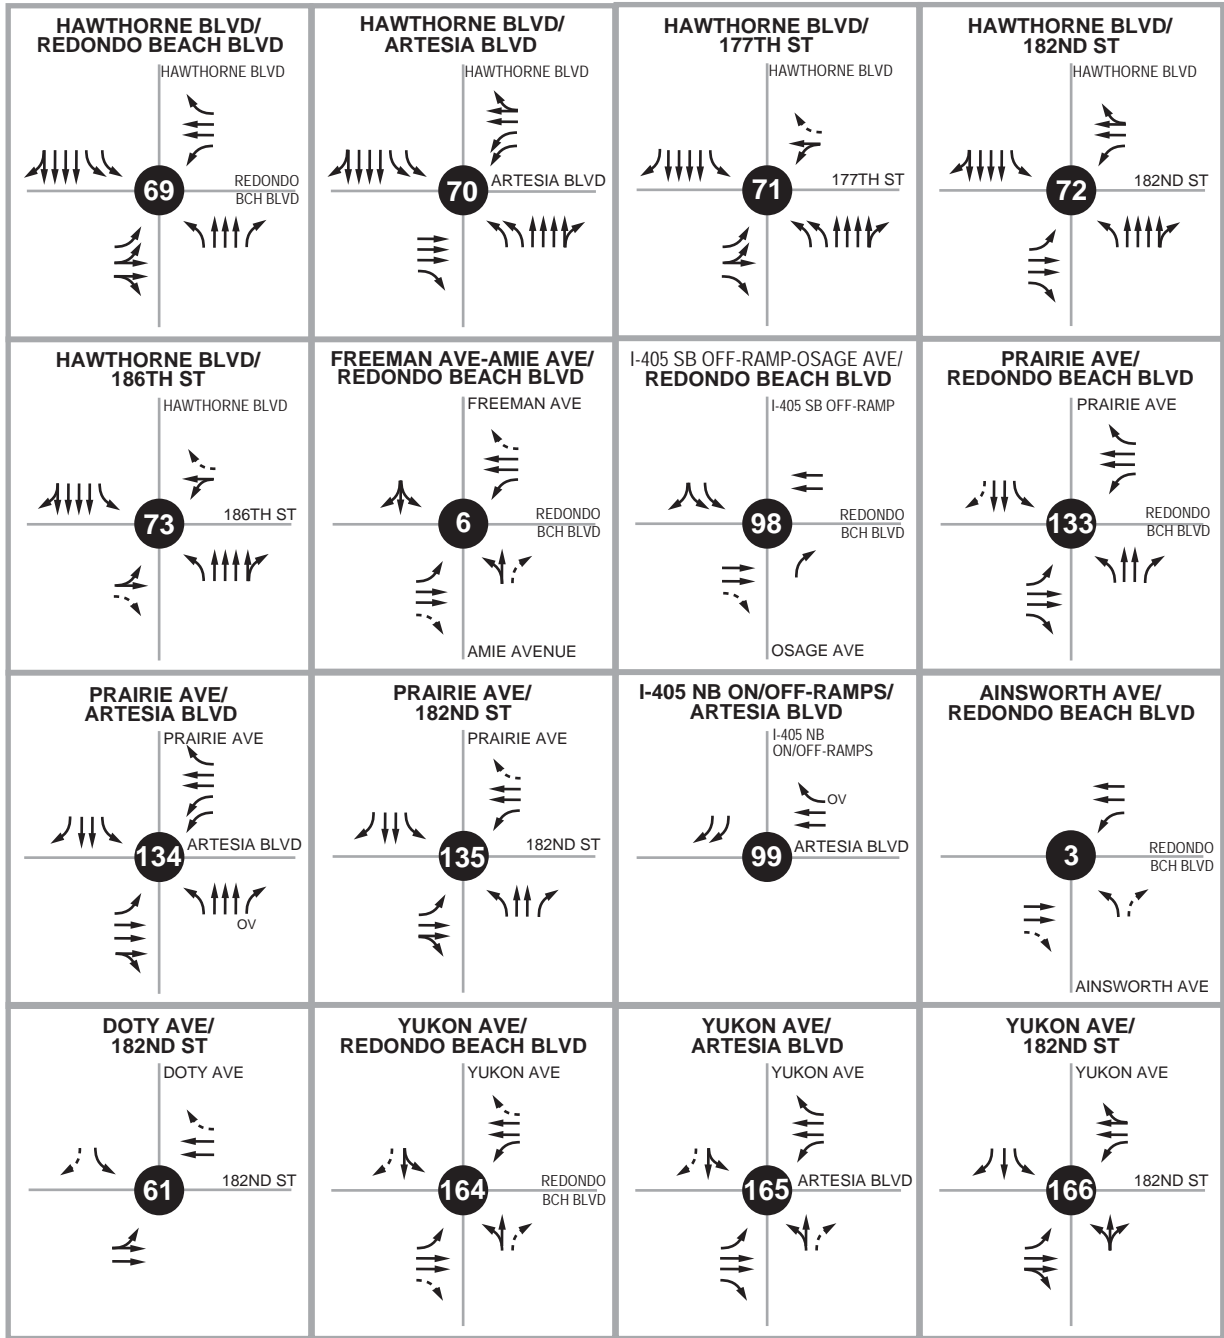 HAWTHORNE BLVD/
REDONDO BEACH BLVD
HAWTHORNE BLVD
69
REDONDO
BCH BLVD
HAWTHORNE BLVD/
ARTESIA BLVD
HAWTHORNE BLVD
70
ARTESIA BLVD
HAWTHORNE BLVD/
177TH ST
HAWTHORNE BLVD
71
177TH ST
HAWTHORNE BLVD/
182ND ST
HAWTHORNE BLVD
72
182ND ST
HAWTHORNE BLVD/
186TH ST
HAWTHORNE BLVD
73
186TH ST
FREEMAN AVE-AMIE AVE/
REDONDO BEACH BLVD
FREEMAN AVE
6
REDONDO
BCH BLVD
AMIE AVENUE
I-405 SB OFF-RAMP-OSAGE AVE/
REDONDO BEACH BLVD
I-405 SB OFF-RAMP
98
REDONDO
BCH BLVD
OSAGE AVE
PRAIRIE AVE/
REDONDO BEACH BLVD
PRAIRIE AVE
133
REDONDO
BCH BLVD
PRAIRIE AVE/
ARTESIA BLVD
PRAIRIE AVE
134
ARTESIA BLVD
OV
PRAIRIE AVE/
182ND ST
PRAIRIE AVE
135
182ND ST
I-405 NB ON/OFF-RAMPS/
ARTESIA BLVD
I-405 NB
ON/OFF-RAMPS
OV
99
ARTESIA BLVD
AINSWORTH AVE/
REDONDO BEACH BLVD
3
REDONDO
BCH BLVD
AINSWORTH AVE
DOTY AVE/
182ND ST
DOTY AVE
61
182ND ST
YUKON AVE/
REDONDO BEACH BLVD
YUKON AVE
164
REDONDO
BCH BLVD
YUKON AVE/
ARTESIA BLVD
YUKON AVE
165
ARTESIA BLVD
YUKON AVE/
182ND ST
YUKON AVE
166
182ND ST